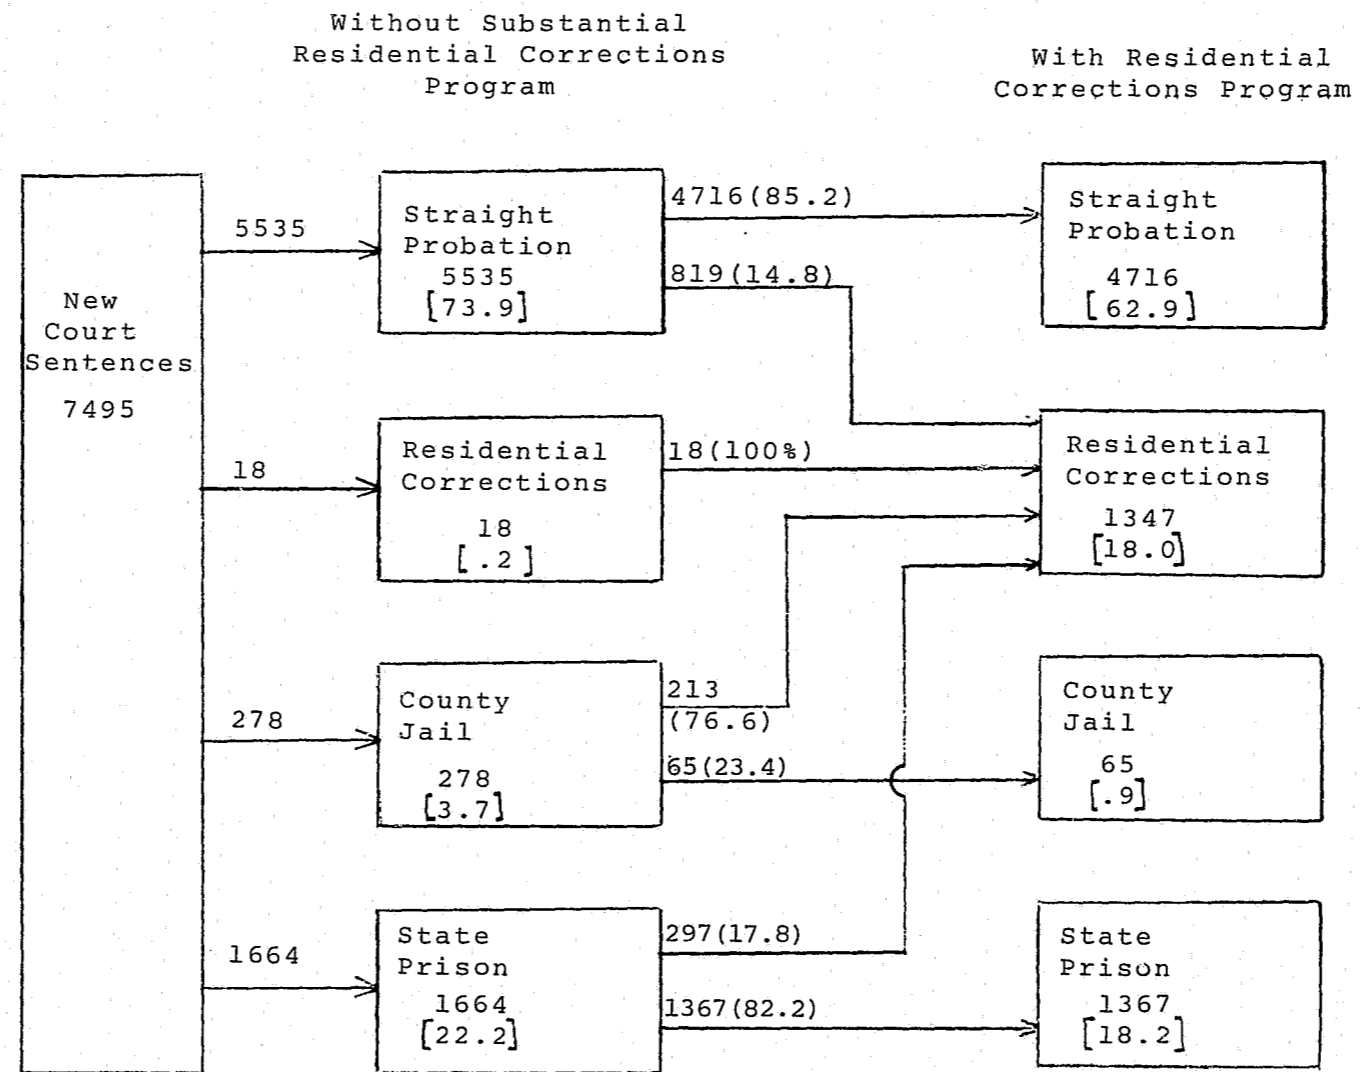 Without Substantial
Residential Corrections
Program
With Residential
Corrections Program
New
Court
Sentences
7495
5535
18
278
1664
Straight
Probation
5535
[73.9]
4716(85.2)
819(14.8)
Residential
Corrections
18
[.2 ]
18(100%)
County
Jail
278
[3.7]
213
(76.6)
65(23.4)
State
Prison
1664
[22.2]
297(17.8)
1367(82.2)
Straight
Probation
4716
[62.9]
Residential
Corrections
1347
[18.0]
County
Jail
65
[.9]
State
Prison
1367
[18.2]